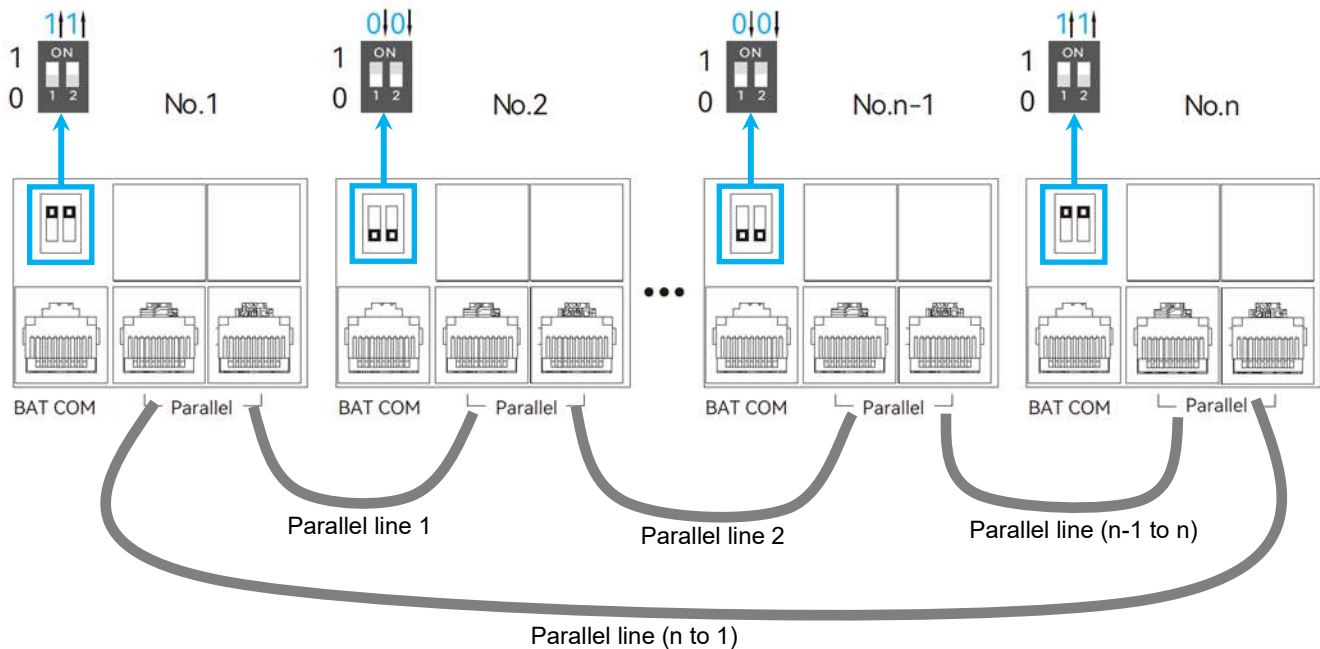 1↑1↑ 0↓0↓ 0↓0↓ 1↑1↑
1 ON 1 ON 1 ON 1 ON
0 1 2 No.1 0 1 2 No.2 0 1 2 No.n-1 0 1 2 No.n
•••
BAT COM Parallel BAT COM Parallel BAT COM Parallel BAT COM Parallel
Parallel line 1 Parallel line 2 Parallel line (n-1 to n)
Parallel line (n to 1)